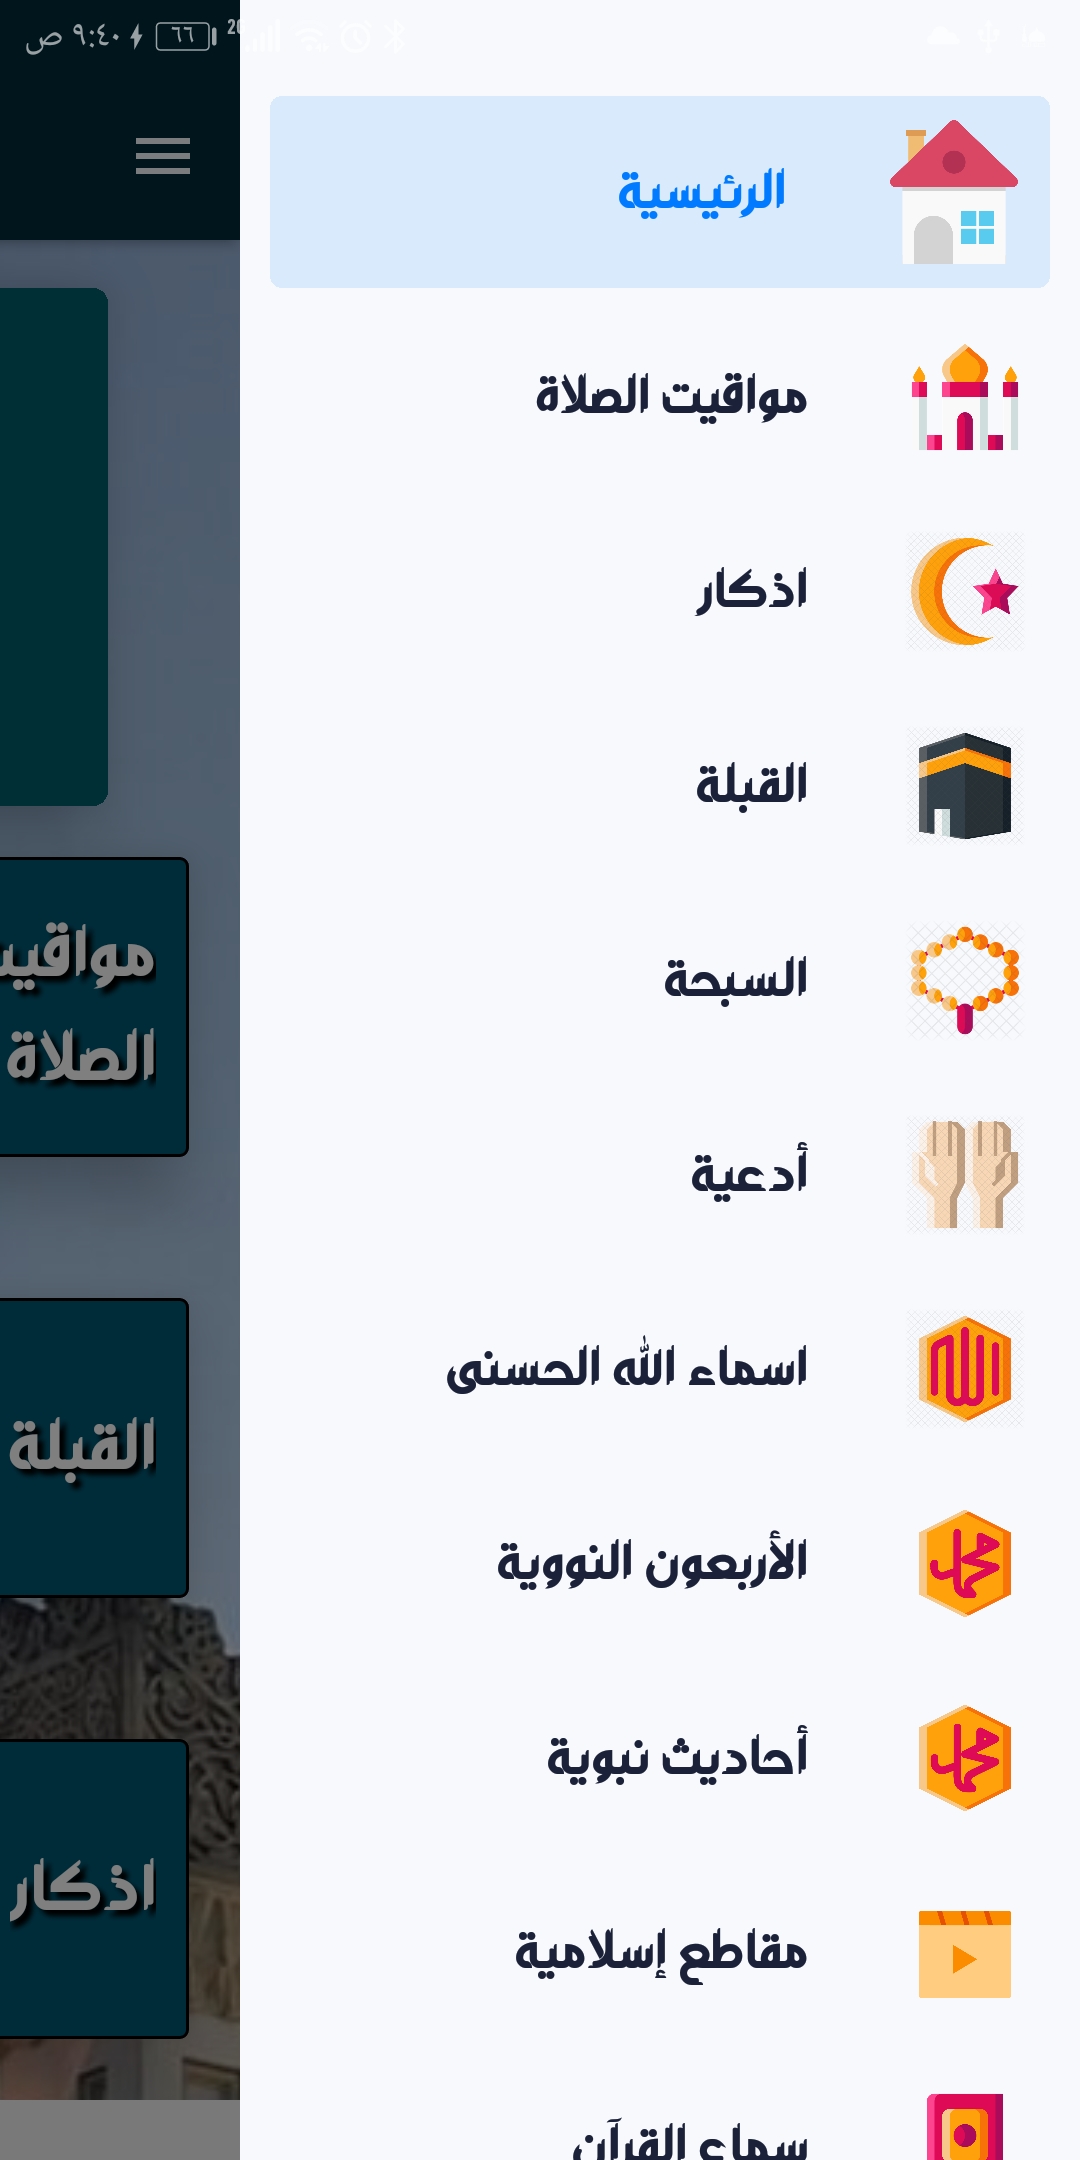 ٩:٤٠ ص
٦٦
الرئيسية
مواقيت الصلاة
اذكار
القبلة
السبحة
أدعية
اسماء الله الحسنى
الأربعون النووية
أحاديث نبوية
مقاطع إسلامية
سماع القرآن
الصلاة
القبلة
اذكار